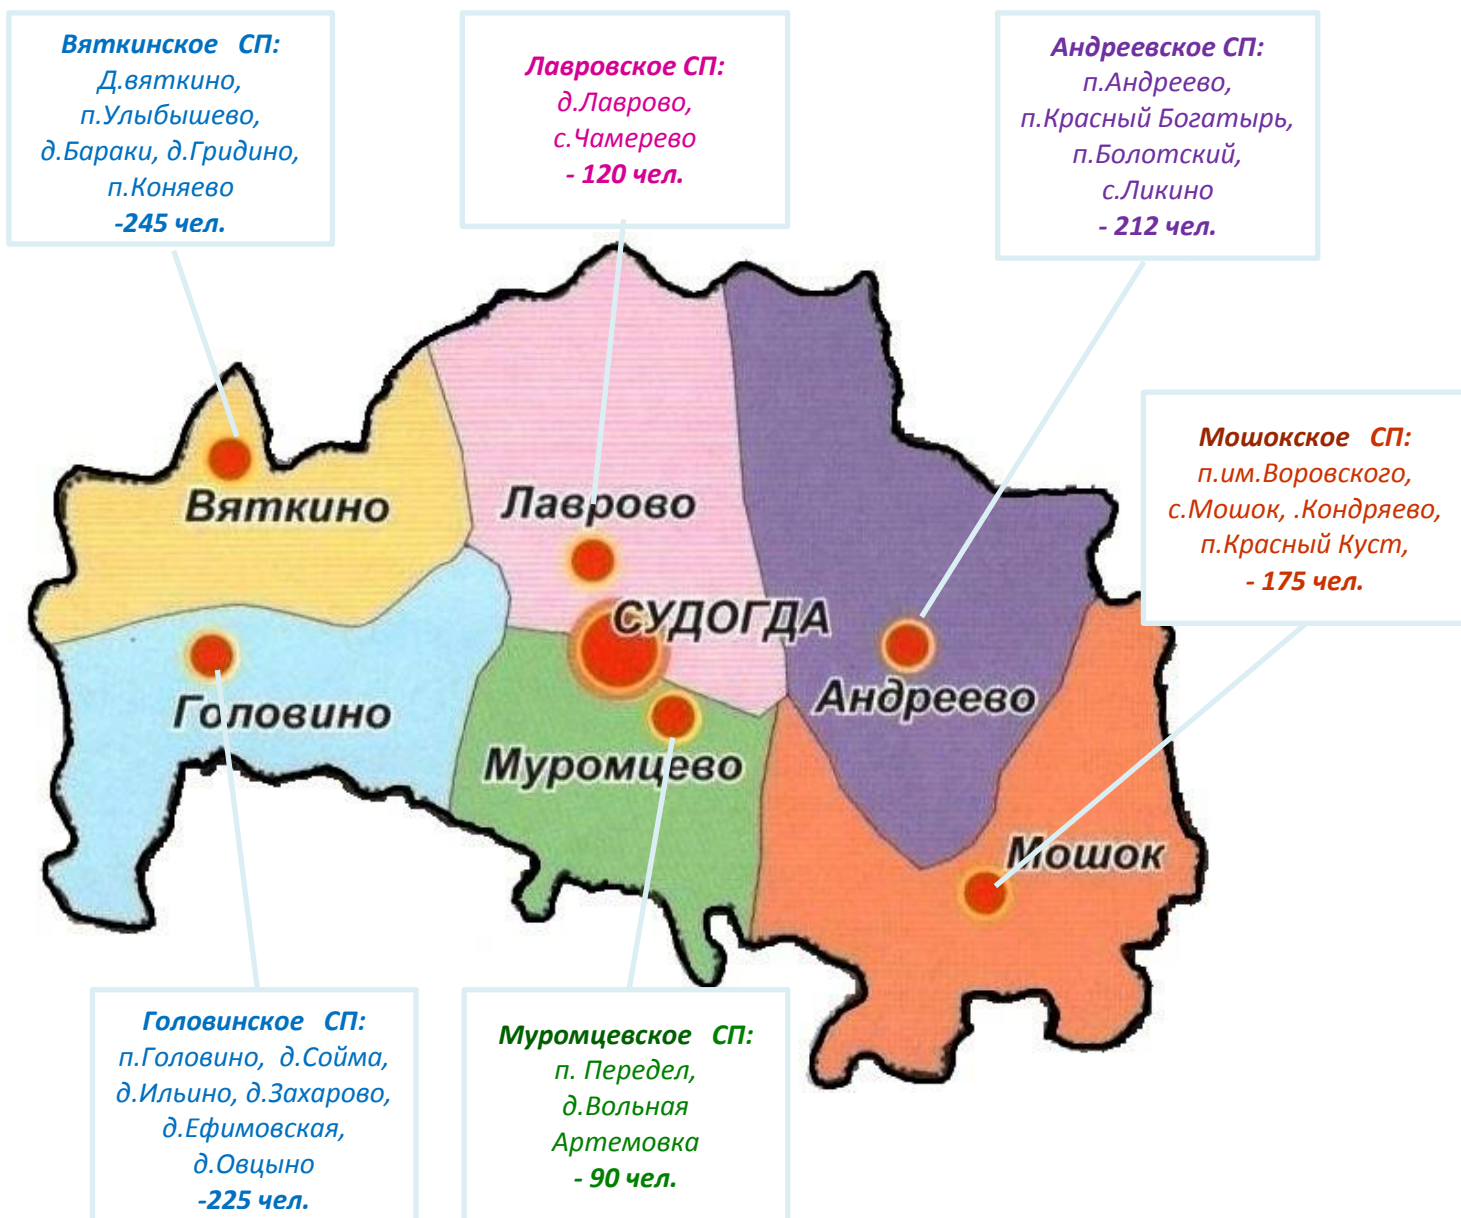 Вяткинское СП:
Д.вяткино,
п.Улыбышево,
д.Бараки, д.Гридино,
п.Коняево
-245 чел.
Лавровское СП:
д.Лаврово,
с.Чамерево
- 120 чел.
Андреевское СП:
п.Андреево,
п.Красный Богатырь,
п.Болотский,
с.Ликино
- 212 чел.
Мошокское СП:
п.им.Воровского,
с.Мошок, .Кондряево,
п.Красный Куст,
- 175 чел.
Вяткино
Лаврово
СУДОГДА
Головино
Андреево
Муромцево
Мошок
Головинское СП:
п.Головино, д.Сойма,
д.Ильино, д.Захарово,
д.Ефимовская,
д.Овцыно
-225 чел.
Муромцевское СП:
п. Передел,
д.Вольная
Артемовка
- 90 чел.